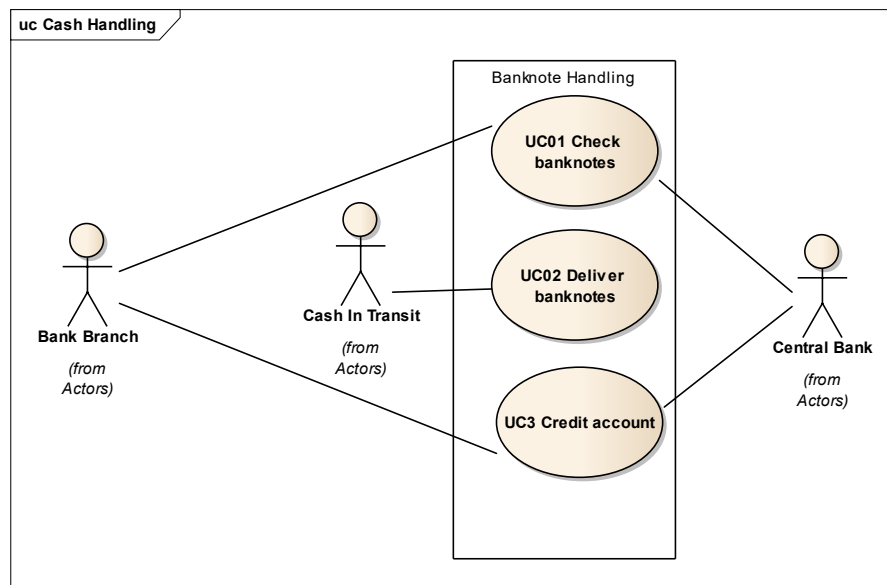 uc Cash Handling
Banknote Handling
UC01 Check
banknotes
UC02 Deliver
banknotes
Cash In Transit
(from
Actors)
Bank Branch
(from
Actors)
Central Bank
(from
Actors)
UC3 Credit account